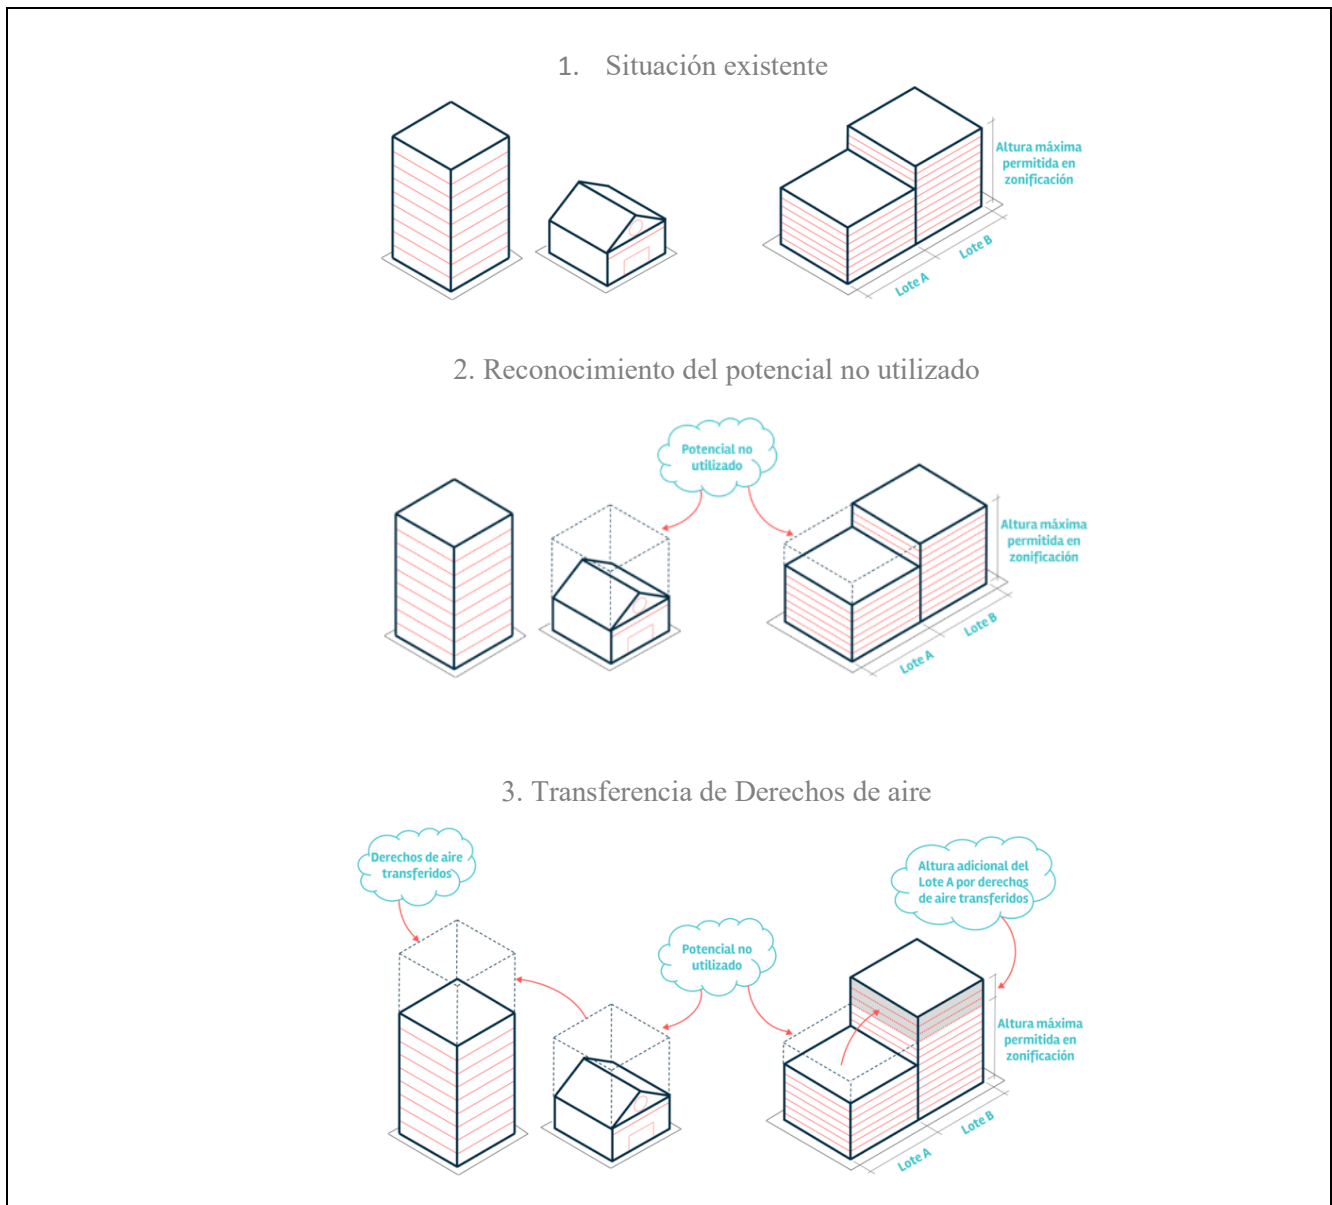 1. Situación existente
Altura máxima
permitida en
zonificación
Lote B
Lote A
2. Reconocimiento del potencial no utilizado
Potencial no
utilizado
Altura máxima
permitida en
zonificación
Lote B
Lote A
3. Transferencia de Derechos de aire
Derechos de aire
transferidos
Altura adicional del
Lote A por derechos
de aire transferidos
Potencial no
utilizado
Altura máxima
permitida en
zonificación
Lote B
Lote A